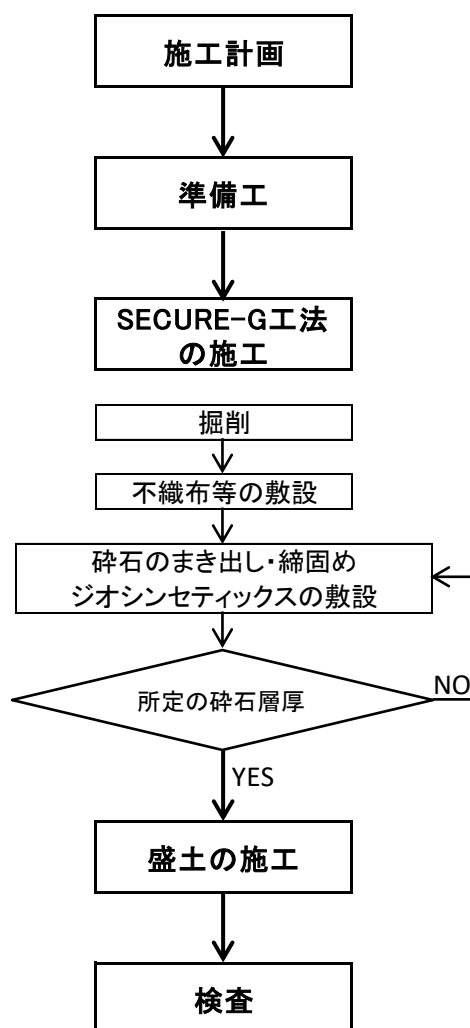 施工計画
準備工
SECURE-G工法
の施工
掘削
不織布等の敷設
砕石のまき出し・締固め
ジオシンセティックスの敷設
所定の砕石層厚
NO
YES
盛土の施工
検査